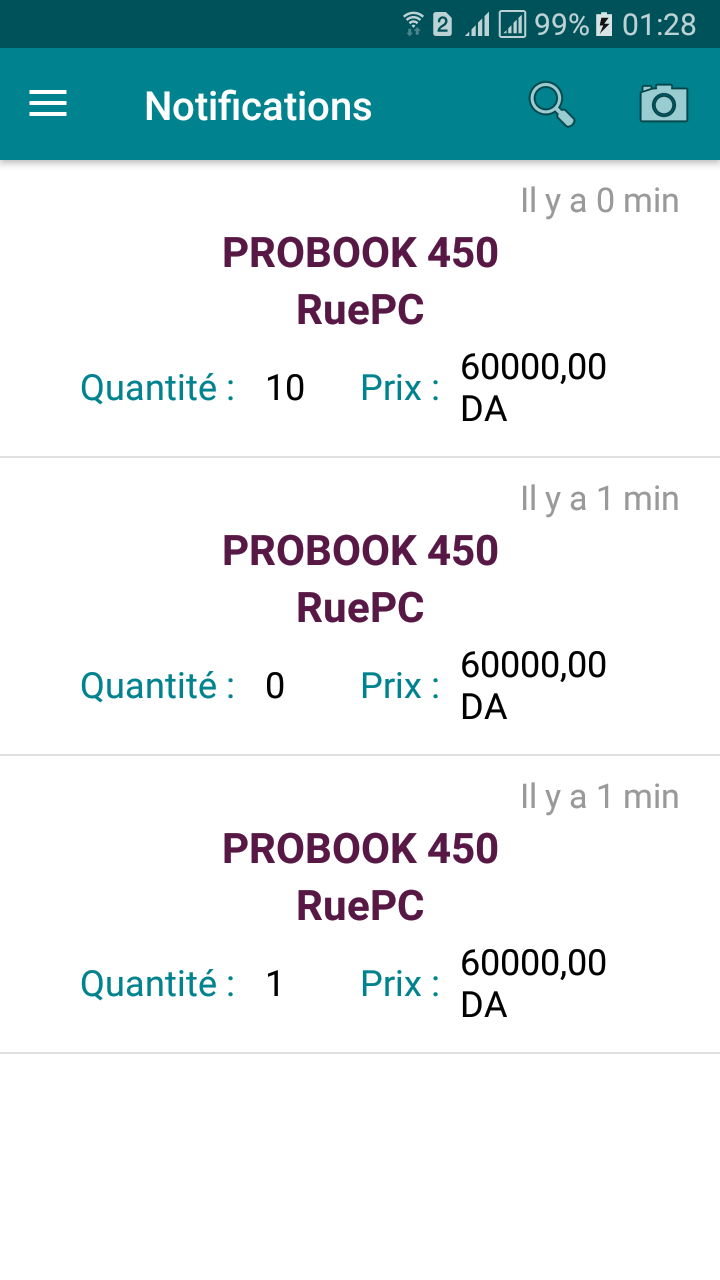 2 99% 01:28
Notifications
Il y a 0 min
PROBOOK 450
RuePC
Quantité : 10 Prix : 60000,00
DA
Il y a 1 min
PROBOOK 450
RuePC
Quantité : 0 Prix : 60000,00
DA
Il y a 1 min
PROBOOK 450
RuePC
Quantité : 1 Prix : 60000,00
DA